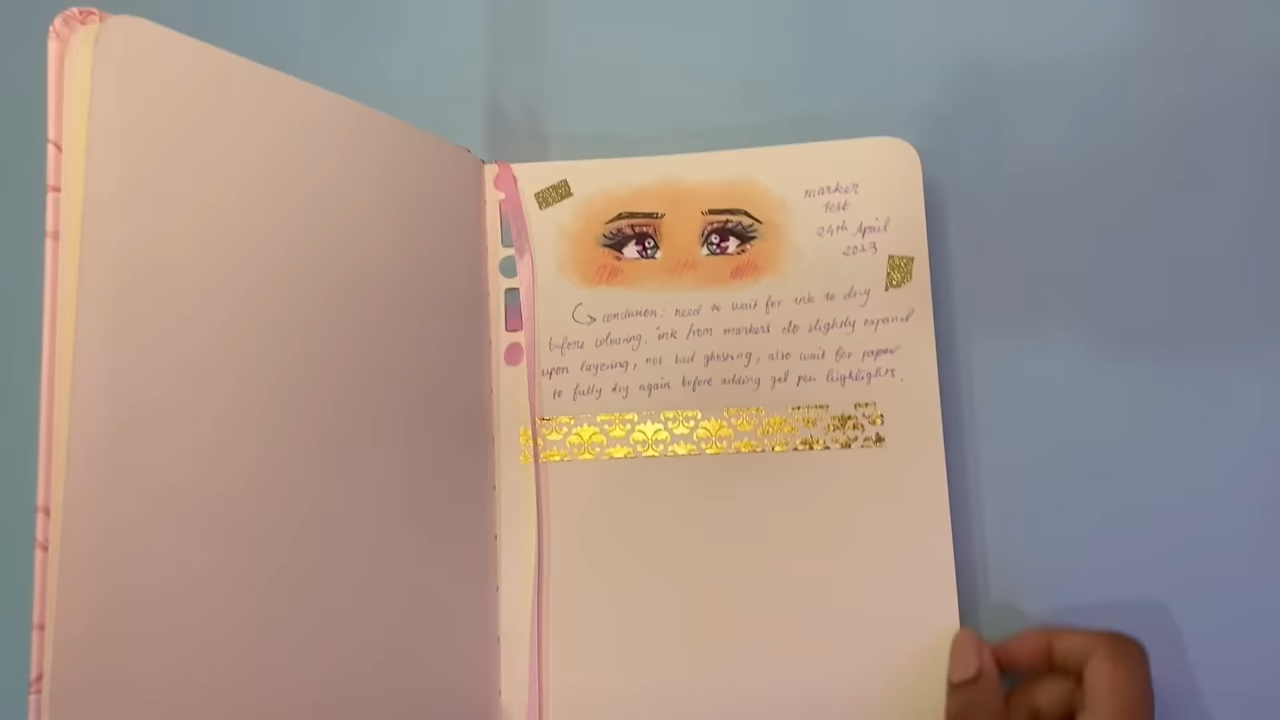 marker
test
24th April
2023
conclusion: need to wait for ink to dry
before colouring, ink from markers do slightly expand
upon layering, not bad ghosting, also wait for paper
to fully dry again before adding gel pen highlights.